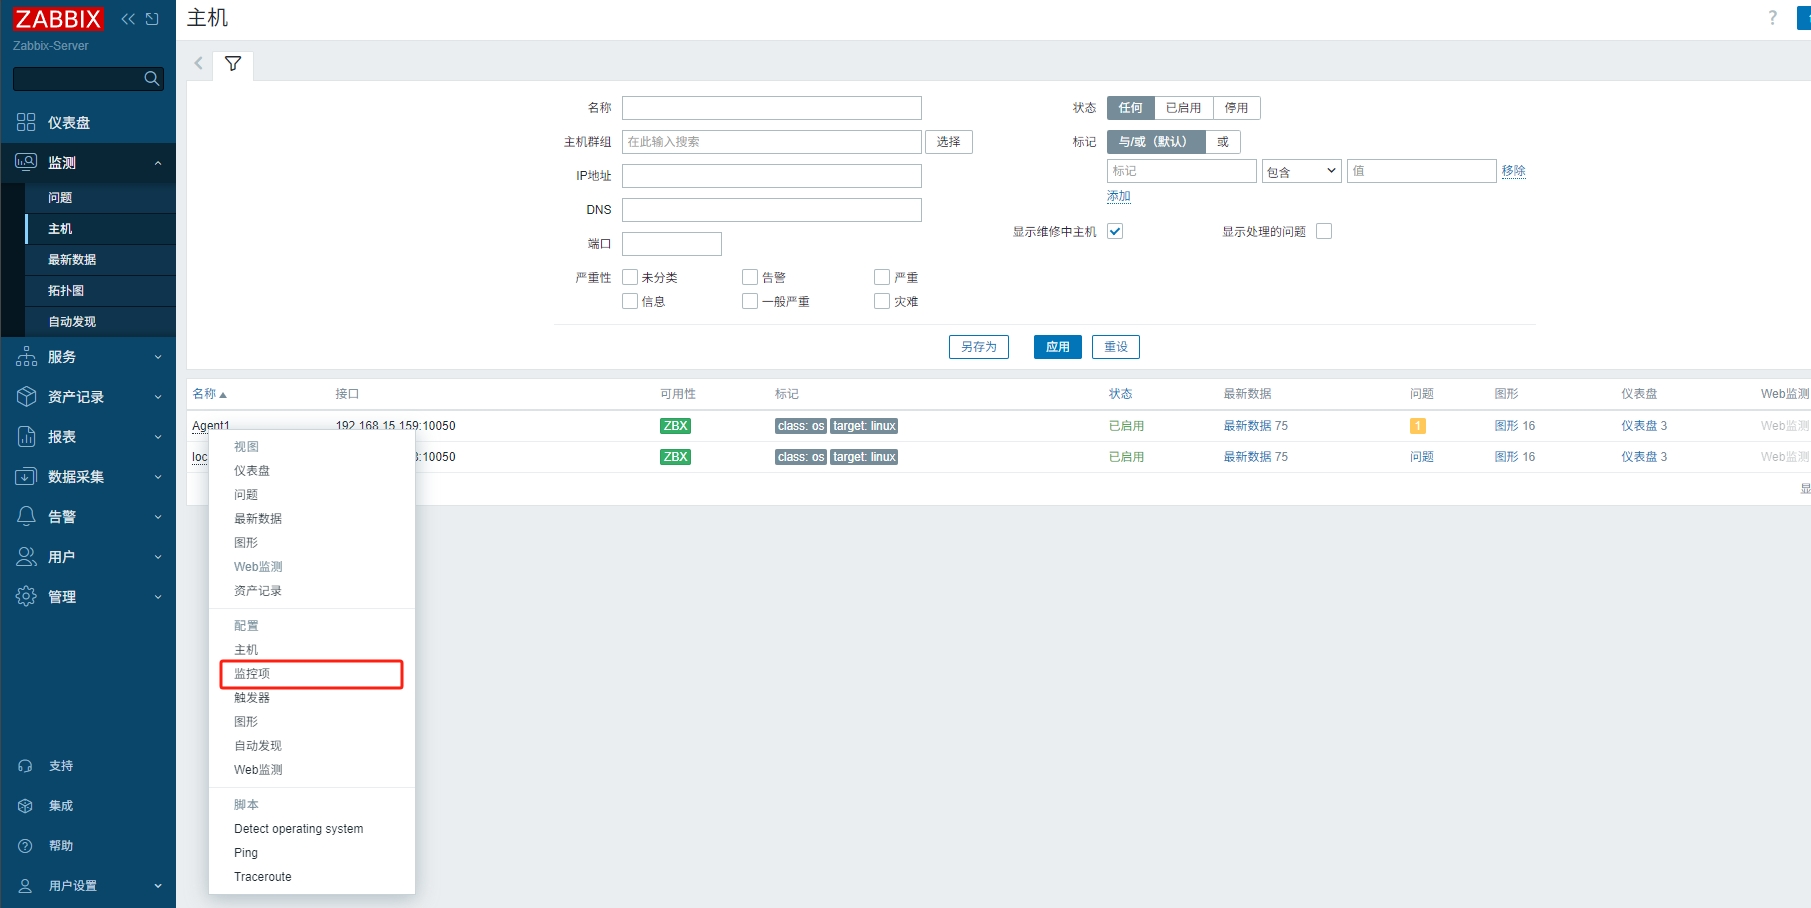 ZABBIX
Zabbix-Server
仪表盘
监测
问题
主机
最新数据
拓扑图
自动发现
服务
资产记录
报表
数据采集
告警
用户
管理
支持
集成
帮助
用户设置
主机
?
名称
主机群组 在此输入搜索 选择
IP地址
DNS
端口
严重性 未分类 告警 严重
信息 一般严重 灾难
状态 任何 已启用 停用
标记 与/或（默认） 或
标记 包含 值 移除
添加
显示维修中主机 显示处理的问题
另存为 应用 重设
名称 接口 可用性 标记 状态 最新数据 问题 图形 仪表盘 Web监测
Agent1 192.168.15.159:10050 ZBX class: os target: linux 已启用 最新数据 75 1 图形 16 仪表盘 3 Web监测
loc :10050 ZBX class: os target: linux 已启用 最新数据 75 问题 图形 16 仪表盘 3 Web监测
显
视图
仪表盘
问题
最新数据
图形
Web监测
资产记录
配置
主机
监控项
触发器
图形
自动发现
Web监测
脚本
Detect operating system
Ping
Traceroute